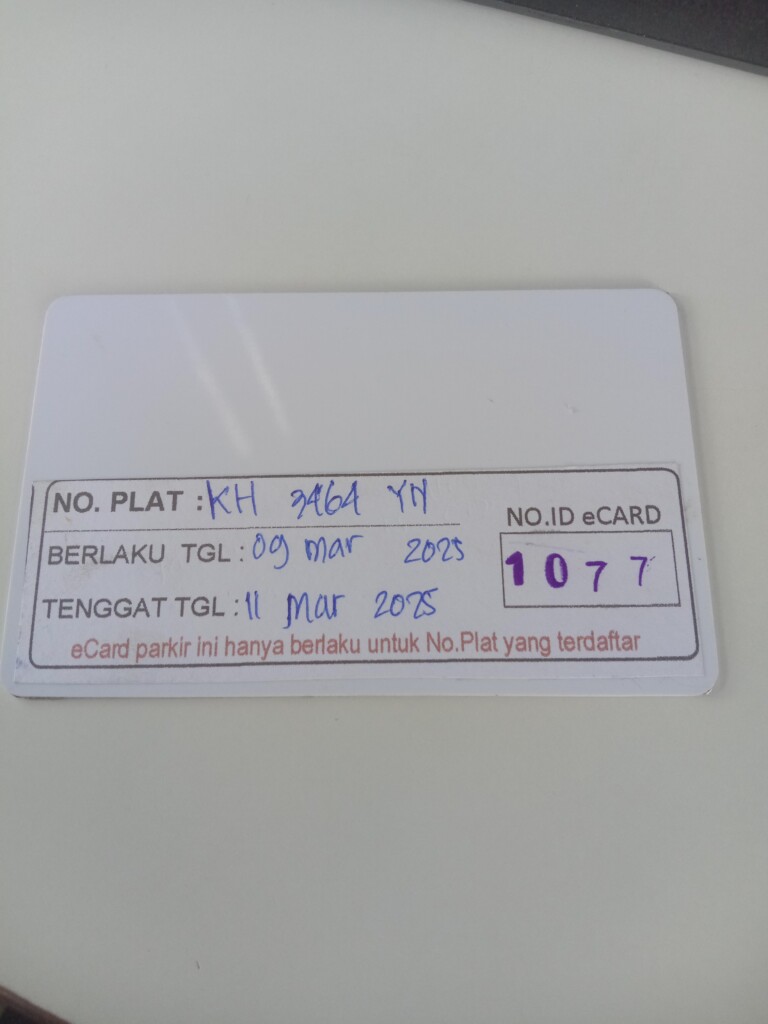 NO. PLAT : KH 3464 YN
BERLAKU TGL : 09 mar 2025
TENGGAT TGL : 11 Mar 2025
eCard parkir ini hanya berlaku untuk No.Plat yang terdaftar
NO.ID eCARD
1077